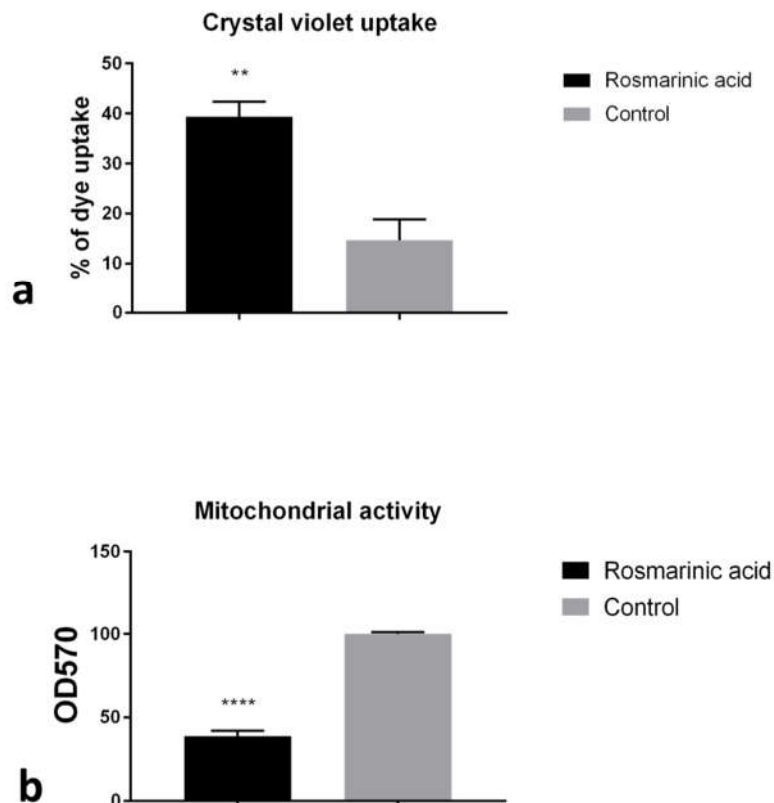 Crystal violet uptake
50
40
30
20
10
0
% of dye uptake
**
Rosmarinic acid
Control
a
Mitochondrial activity
150
100
50
0
OD570
****
Rosmarinic acid
Control
b